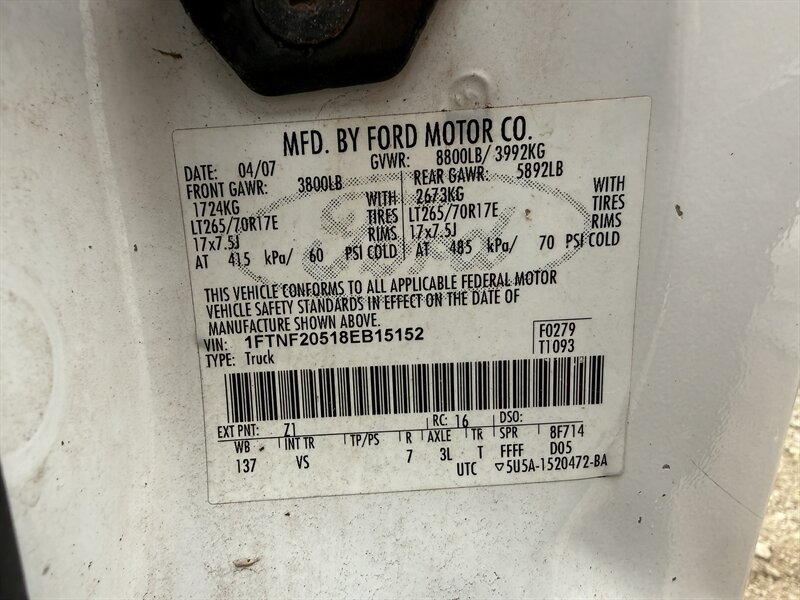 MFD. BY FORD MOTOR CO.
DATE: 04/07 GVWR: 8800LB/ 3992KG
FRONT GAWR: 3800LB REAR GAWR: 5892LB
1724KG WITH 2673KG WITH
LT265/70R17E TIRES LT265/70R17E TIRES
17x7.5J RIMS 17x7.5J RIMS
AT 415 kPa/ 60 PSI COLD AT 485 kPa/ 70 PSI COLD
Ford
THIS VEHICLE CONFORMS TO ALL APPLICABLE FEDERAL MOTOR
VEHICLE SAFETY STANDARDS IN EFFECT ON THE DATE OF
MANUFACTURE SHOWN ABOVE.
VIN: 1FTNF20518EB15152 F0279
TYPE: Truck T1093
EXT PNT: Z1 RC: 16 DSO:
WB INT TR TP/PS R AXLE TR SPR 8F714
137 VS 7 3L T FFFF D05
UTC ▽5U5A-1520472-BA